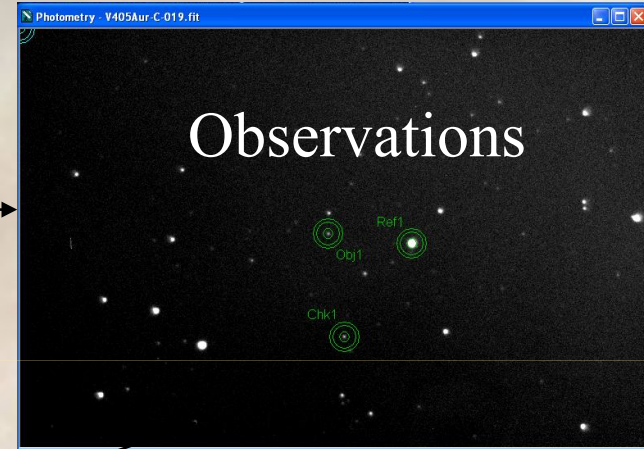 Photometry - V405Aur-C-019.fit
Observations
Ref1
Obj1
Chk1